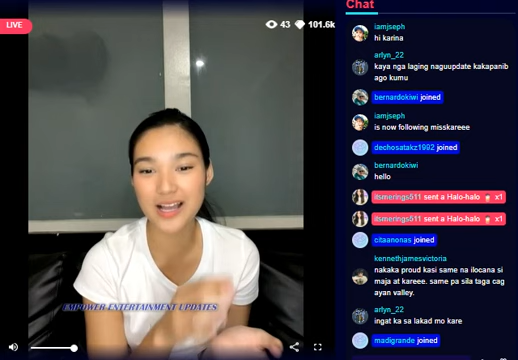 LIVE
43
101.6k
Chat
iamjseph
hi karina
arlyn_22
kaya nga laging naguupdate kakapanib
ago kumu
bernardokiwi joined
iamjseph
is now following misskareee
dechosatakz1992 joined
bernardokiwi
hello
itsmerings511 sent a Halo-halo x1
itsmerings511 sent a Halo-halo x1
citaanonas joined
kennethjamesvictoria
nakaka proud kasi same na ilocana si
maja at kareee. same pa sila taga cag
ayan valley.
arlyn_22
ingat ka sa lakad mo kare
madigrande joined
EMPOWER ENTERTAINMENT UPDATES